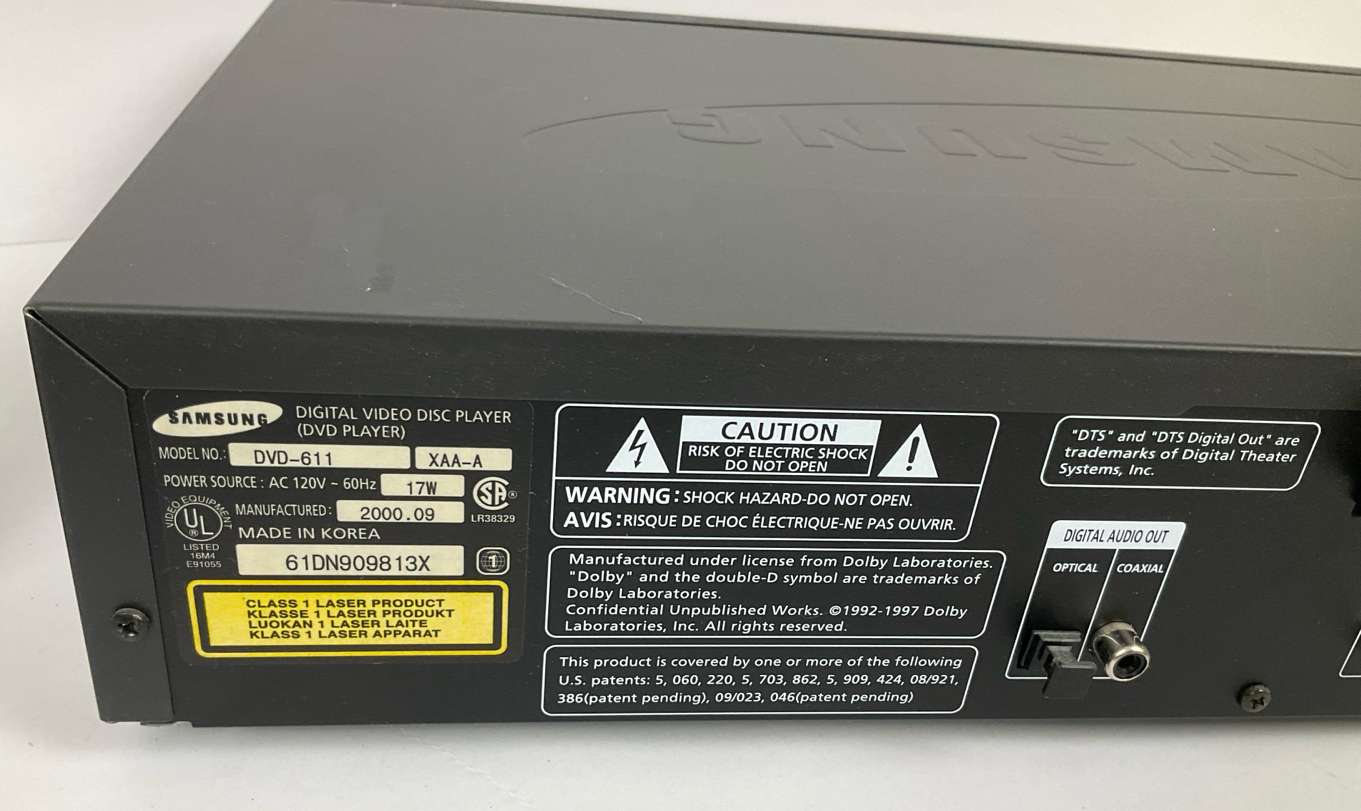 SAMSUNG
SAMSUNG
DIGITAL VIDEO DISC PLAYER
(DVD PLAYER)
MODEL NO.: DVD-611 XAA-A
POWER SOURCE : AC 120V ~ 60Hz 17W
VIDEO EQUIPMENT
UL
LISTED
16M4
E91055
SA ®
LR38329
MANUFACTURED: 2000.09
MADE IN KOREA
61DN909813X
1
CLASS 1 LASER PRODUCT
KLASSE 1 LASER PRODUKT
LUOKAN 1 LASER LAITE
KLASS 1 LASER APPARAT
CAUTION
RISK OF ELECTRIC SHOCK
DO NOT OPEN
WARNING : SHOCK HAZARD-DO NOT OPEN.
AVIS : RISQUE DE CHOC ÉLECTRIQUE-NE PAS OUVRIR.
Manufactured under license from Dolby Laboratories.
"Dolby" and the double-D symbol are trademarks of
Dolby Laboratories.
Confidential Unpublished Works. ©1992-1997 Dolby
Laboratories, Inc. All rights reserved.
This product is covered by one or more of the following
U.S. patents: 5, 060, 220, 5, 703, 862, 5, 909, 424, 08/921,
386(patent pending), 09/023, 046(patent pending)
"DTS" and "DTS Digital Out" are
trademarks of Digital Theater
Systems, Inc.
DIGITAL AUDIO OUT
OPTICAL COAXIAL